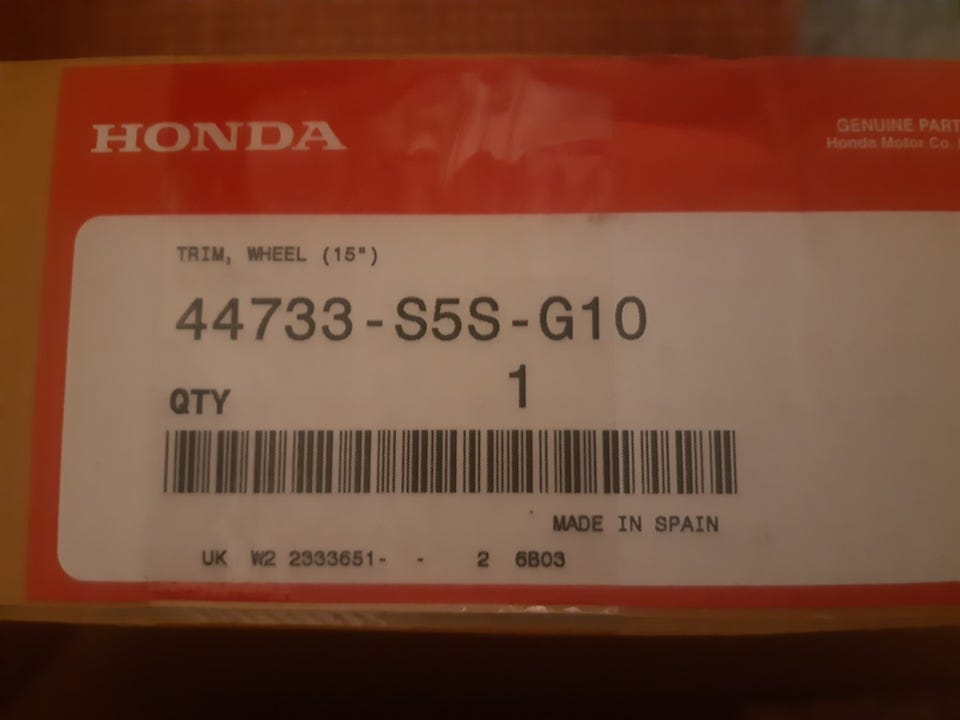 HONDA
GENUINE PART
Honda Motor Co.
TRIM, WHEEL (15")
44733-S5S-G10
QTY 1
MADE IN SPAIN
UK W2 2333651- - 2 6B03